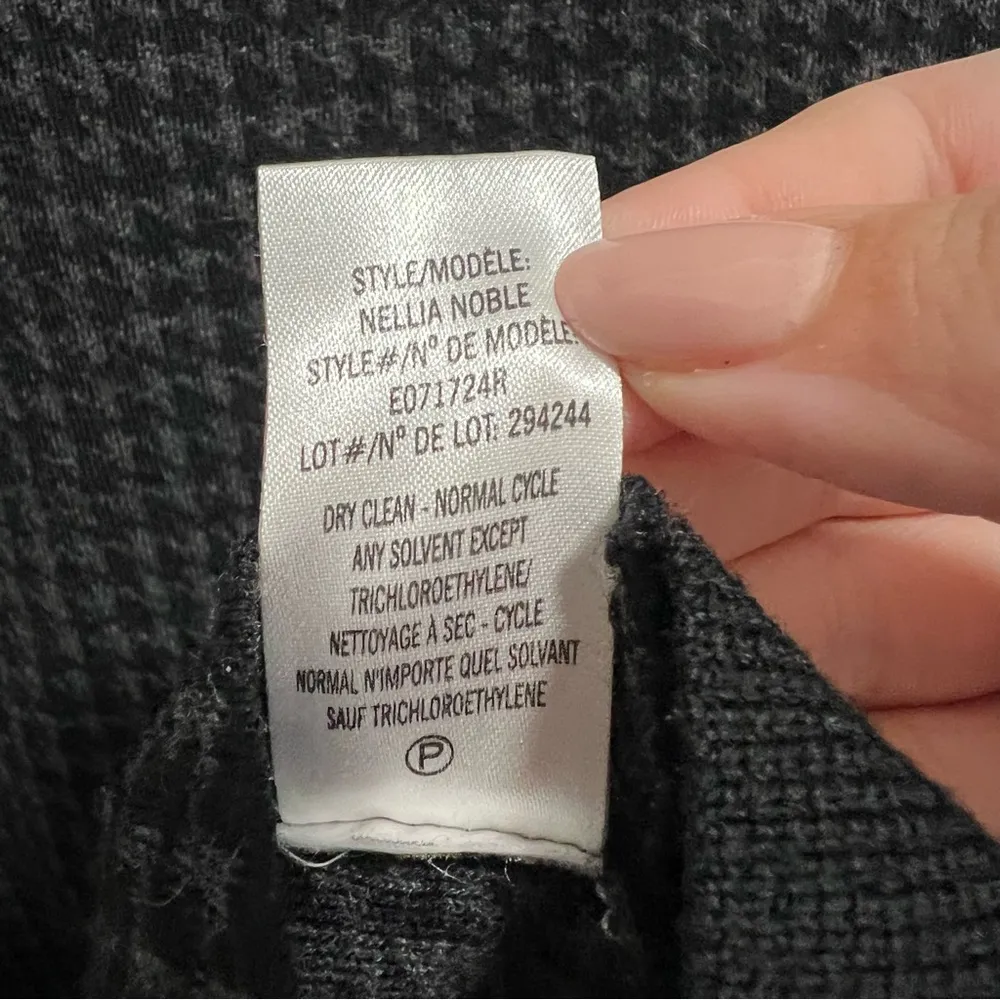 STYLE/MODÈLE:
NELLIA NOBLE
STYLE#/Nº DE MODÈLE:
E071724R
LOT#/Nº DE LOT: 294244
DRY CLEAN - NORMAL CYCLE
ANY SOLVENT EXCEPT
TRICHLOROETHYLENE/
NETTOYAGE À SEC - CYCLE
NORMAL N'IMPORTE QUEL SOLVANT
SAUF TRICHLOROETHYLENE
P